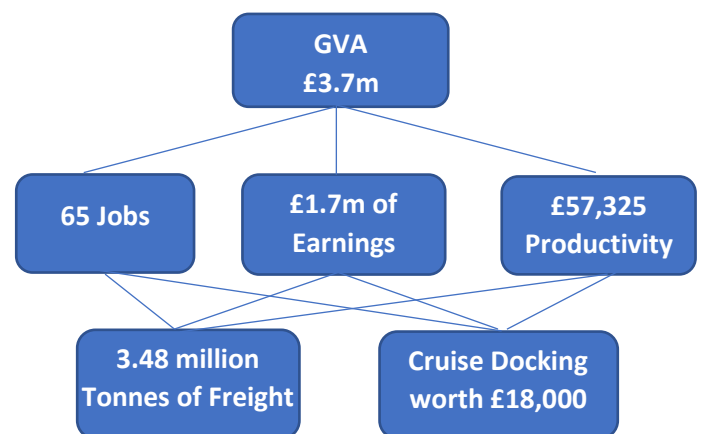 GVA
£3.7m
65 Jobs
£1.7m of
Earnings
£57,325
Productivity
3.48 million
Tonnes of Freight
Cruise Docking
worth £18,000